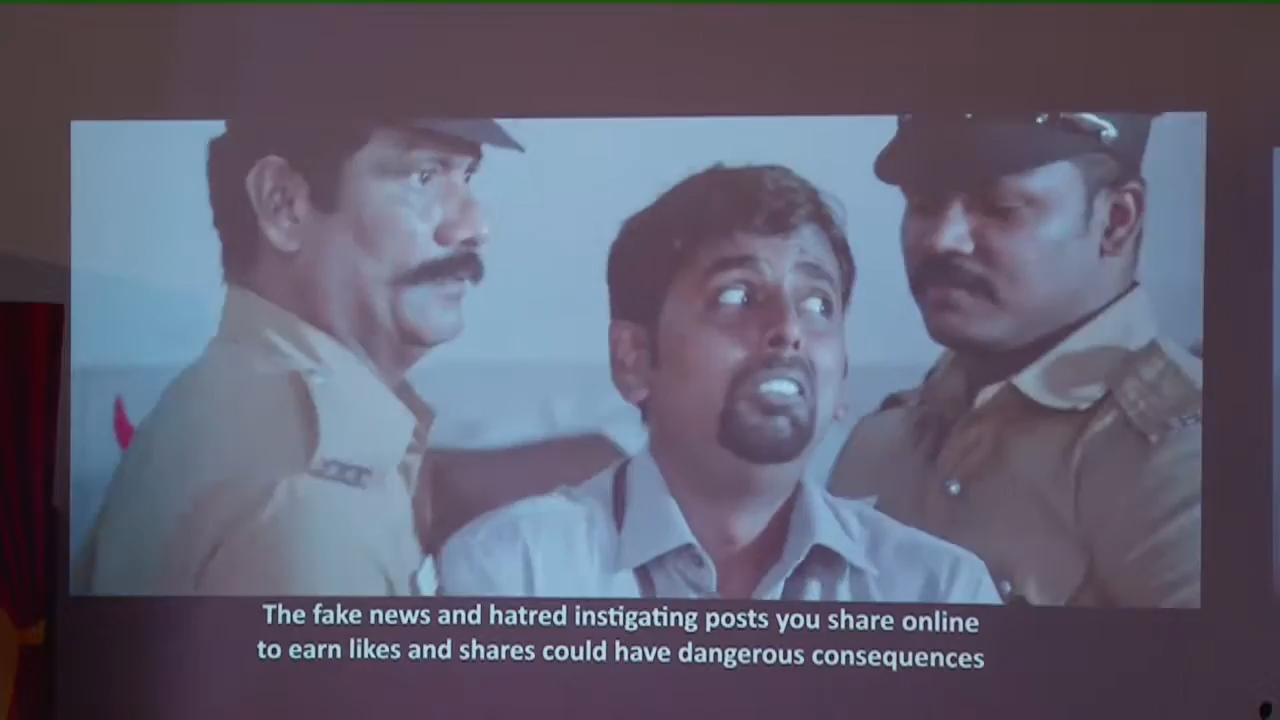 The fake news and hatred instigating posts you share online
to earn likes and shares could have dangerous consequences